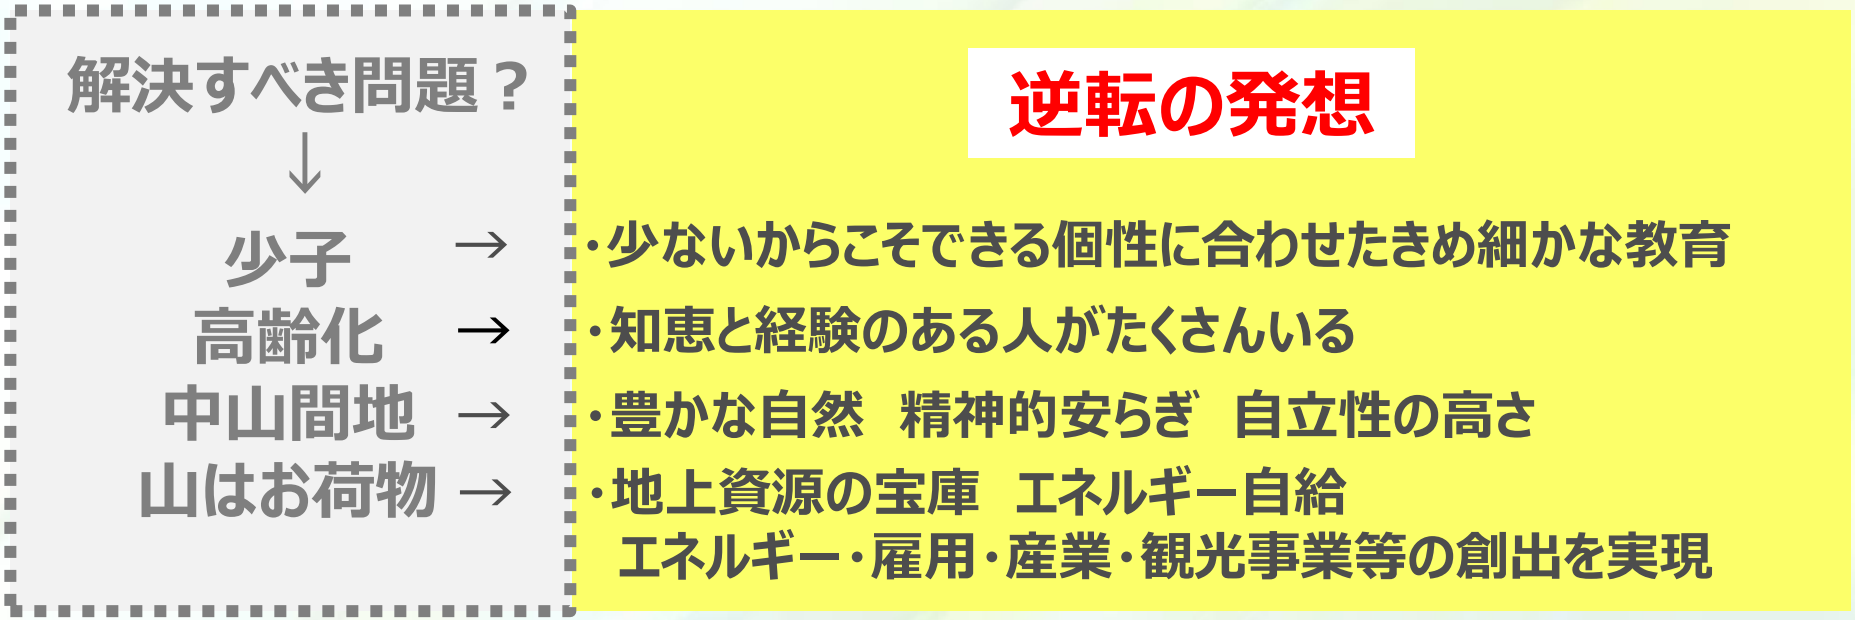 解決すべき問題？
↓
逆転の発想
少子 → ・少ないからこそできる個性に合わせたきめ細かな教育
高齢化 → ・知恵と経験のある人がたくさんいる
中山間地 → ・豊かな自然　精神的安らぎ　自立性の高さ
山はお荷物 → ・地上資源の宝庫　エネルギー自給
エネルギー・雇用・産業・観光事業等の創出を実現